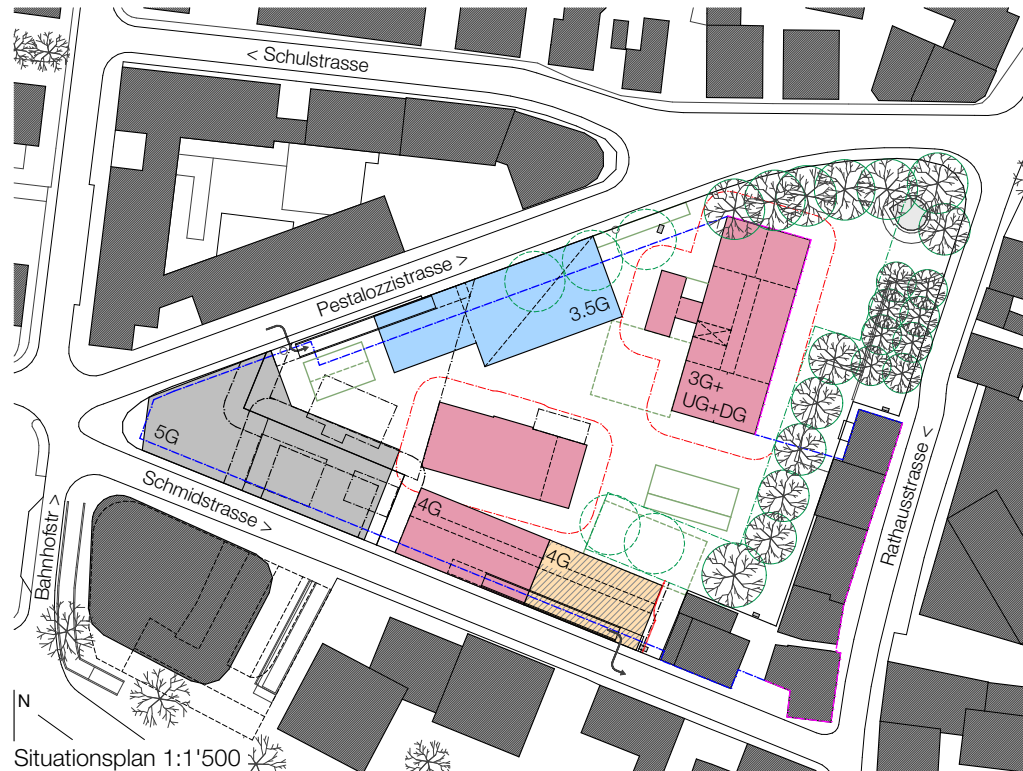 < Schulstrasse
Pestalozzistrasse >
3.5G
3G+
UG+DG
5G
4G
4G
Schmidstrasse >
Bahnhofstr >
Rathausstrasse <
N
Situationsplan 1:1'500